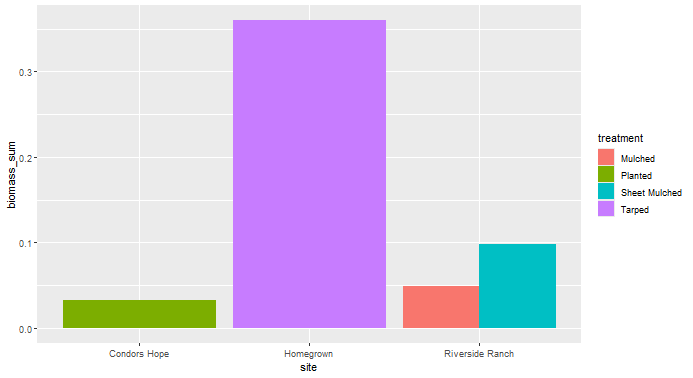 biomass_sum
0.3
0.2
0.1
0.0
Condors Hope
Homegrown
Riverside Ranch
site
treatment
Mulched
Planted
Sheet Mulched
Tarped